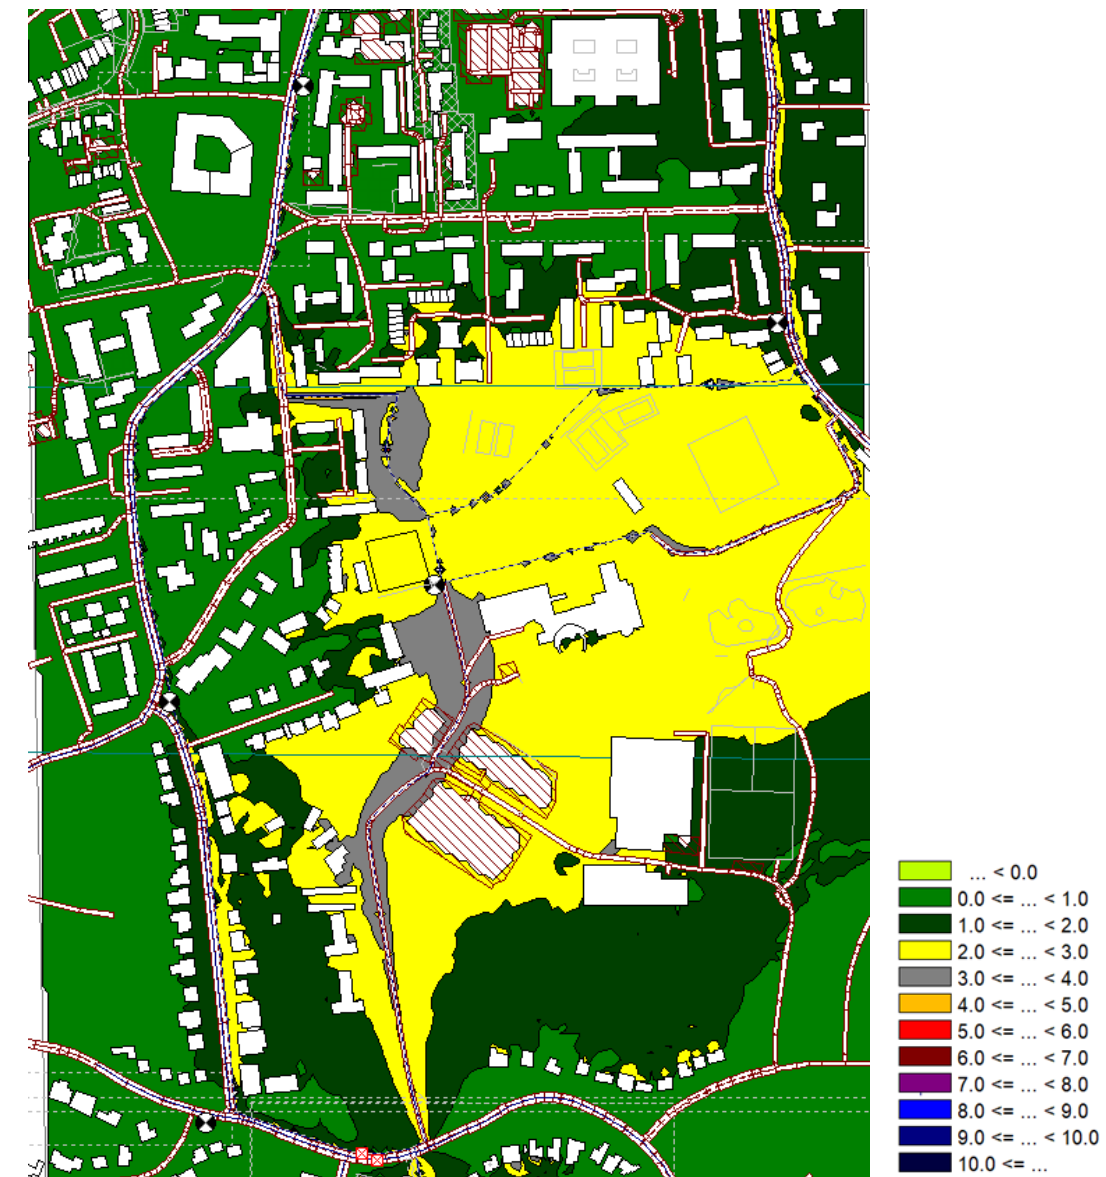 ... < 0.0
0.0 <= ... < 1.0
1.0 <= ... < 2.0
2.0 <= ... < 3.0
3.0 <= ... < 4.0
4.0 <= ... < 5.0
5.0 <= ... < 6.0
6.0 <= ... < 7.0
7.0 <= ... < 8.0
8.0 <= ... < 9.0
9.0 <= ... < 10.0
10.0 <= ...